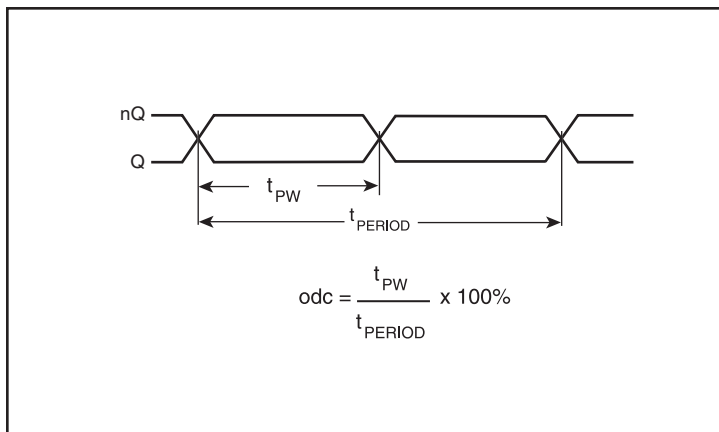 nQ
Q
tPW
tPERIOD
odc = tPW / tPERIOD x 100%